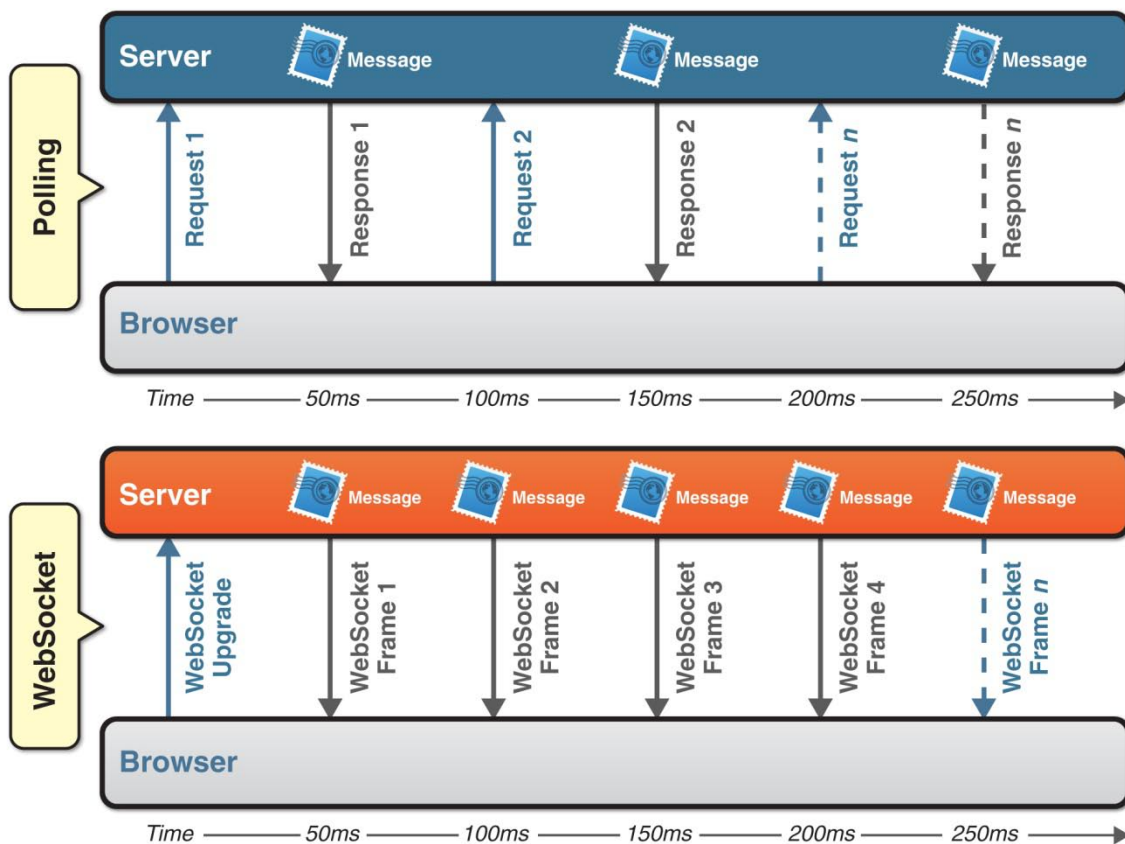 Polling
Server
Message
Message
Message
Request 1
Response 1
Request 2
Response 2
Request n
Response n
Browser
Time 50ms 100ms 150ms 200ms 250ms
WebSocket
Server
Message
Message
Message
Message
Message
WebSocket
Upgrade
WebSocket
Frame 1
WebSocket
Frame 2
WebSocket
Frame 3
WebSocket
Frame 4
WebSocket
Frame n
Browser
Time 50ms 100ms 150ms 200ms 250ms